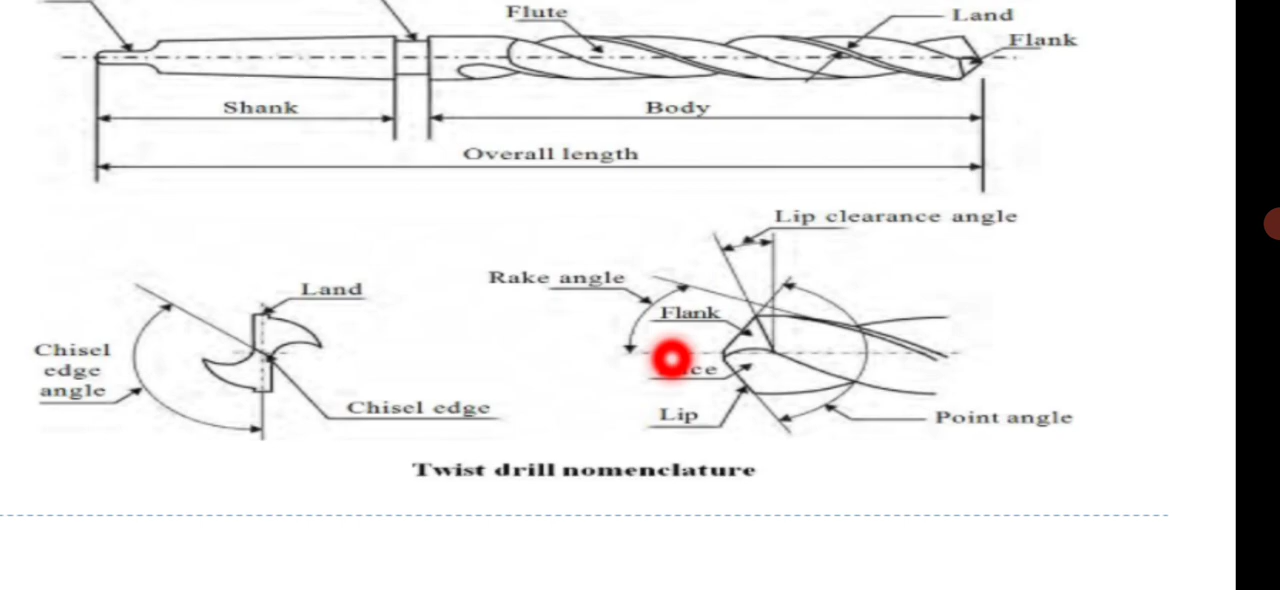 Flute
Land
Flank
Shank
Body
Overall length
Lip clearance angle
Rake angle
Land
Flank
Chisel
edge
angle
Chisel edge
Lip
Point angle
Twist drill nomenclature